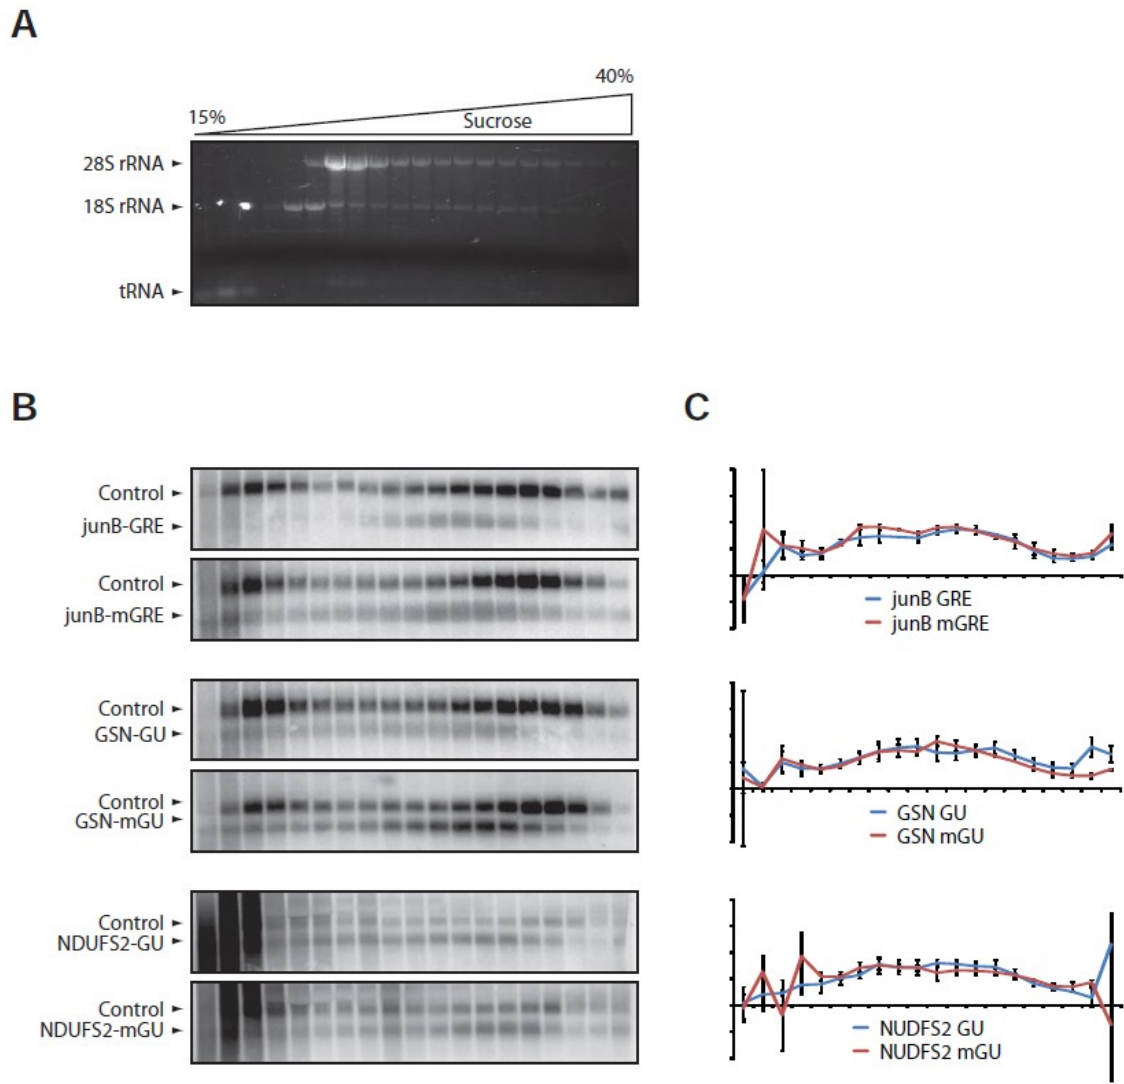 A
15%
40%
Sucrose
28S rRNA
18S rRNA
tRNA
B
Control
junB-GRE
Control
junB-mGRE
Control
GSN-GU
Control
GSN-mGU
Control
NDUFS2-GU
Control
NDUFS2-mGU
C
junB GRE
junB mGRE
GSN GU
GSN mGU
NUDFS2 GU
NUDFS2 mGU